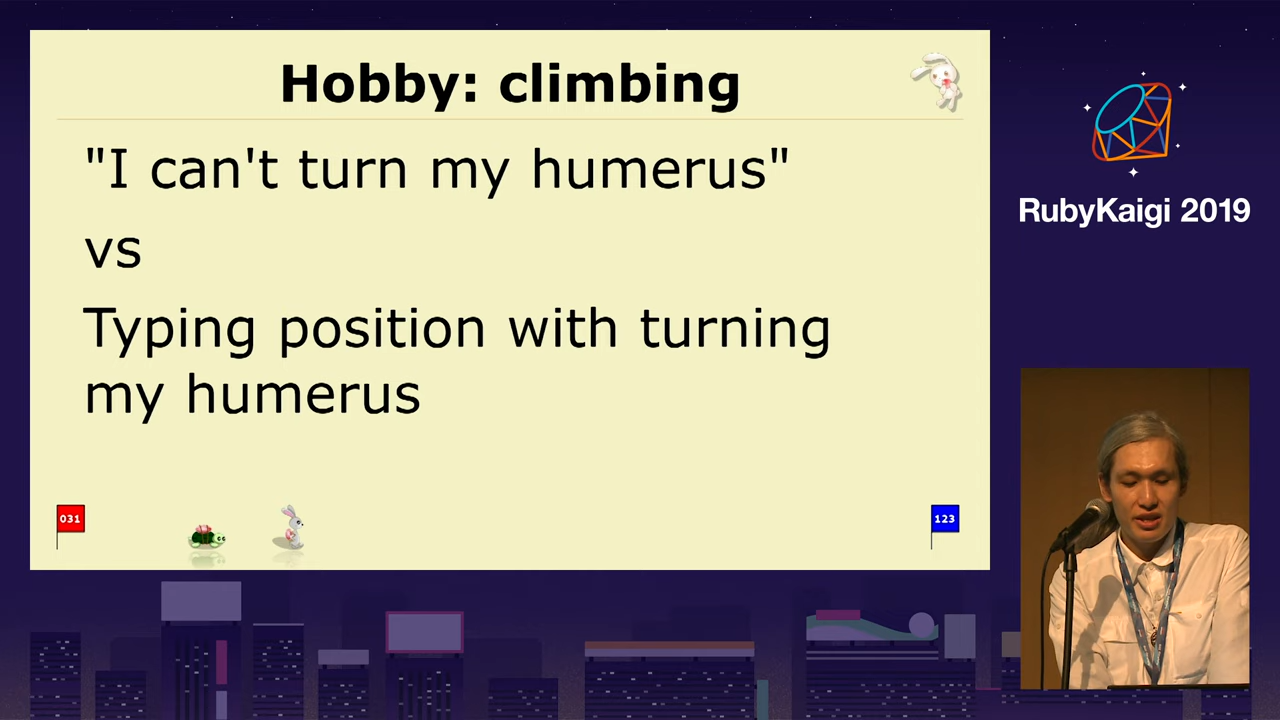 Hobby: climbing
"I can't turn my humerus"
vs
Typing position with turning
my humerus
031
123
RubyKaigi 2019